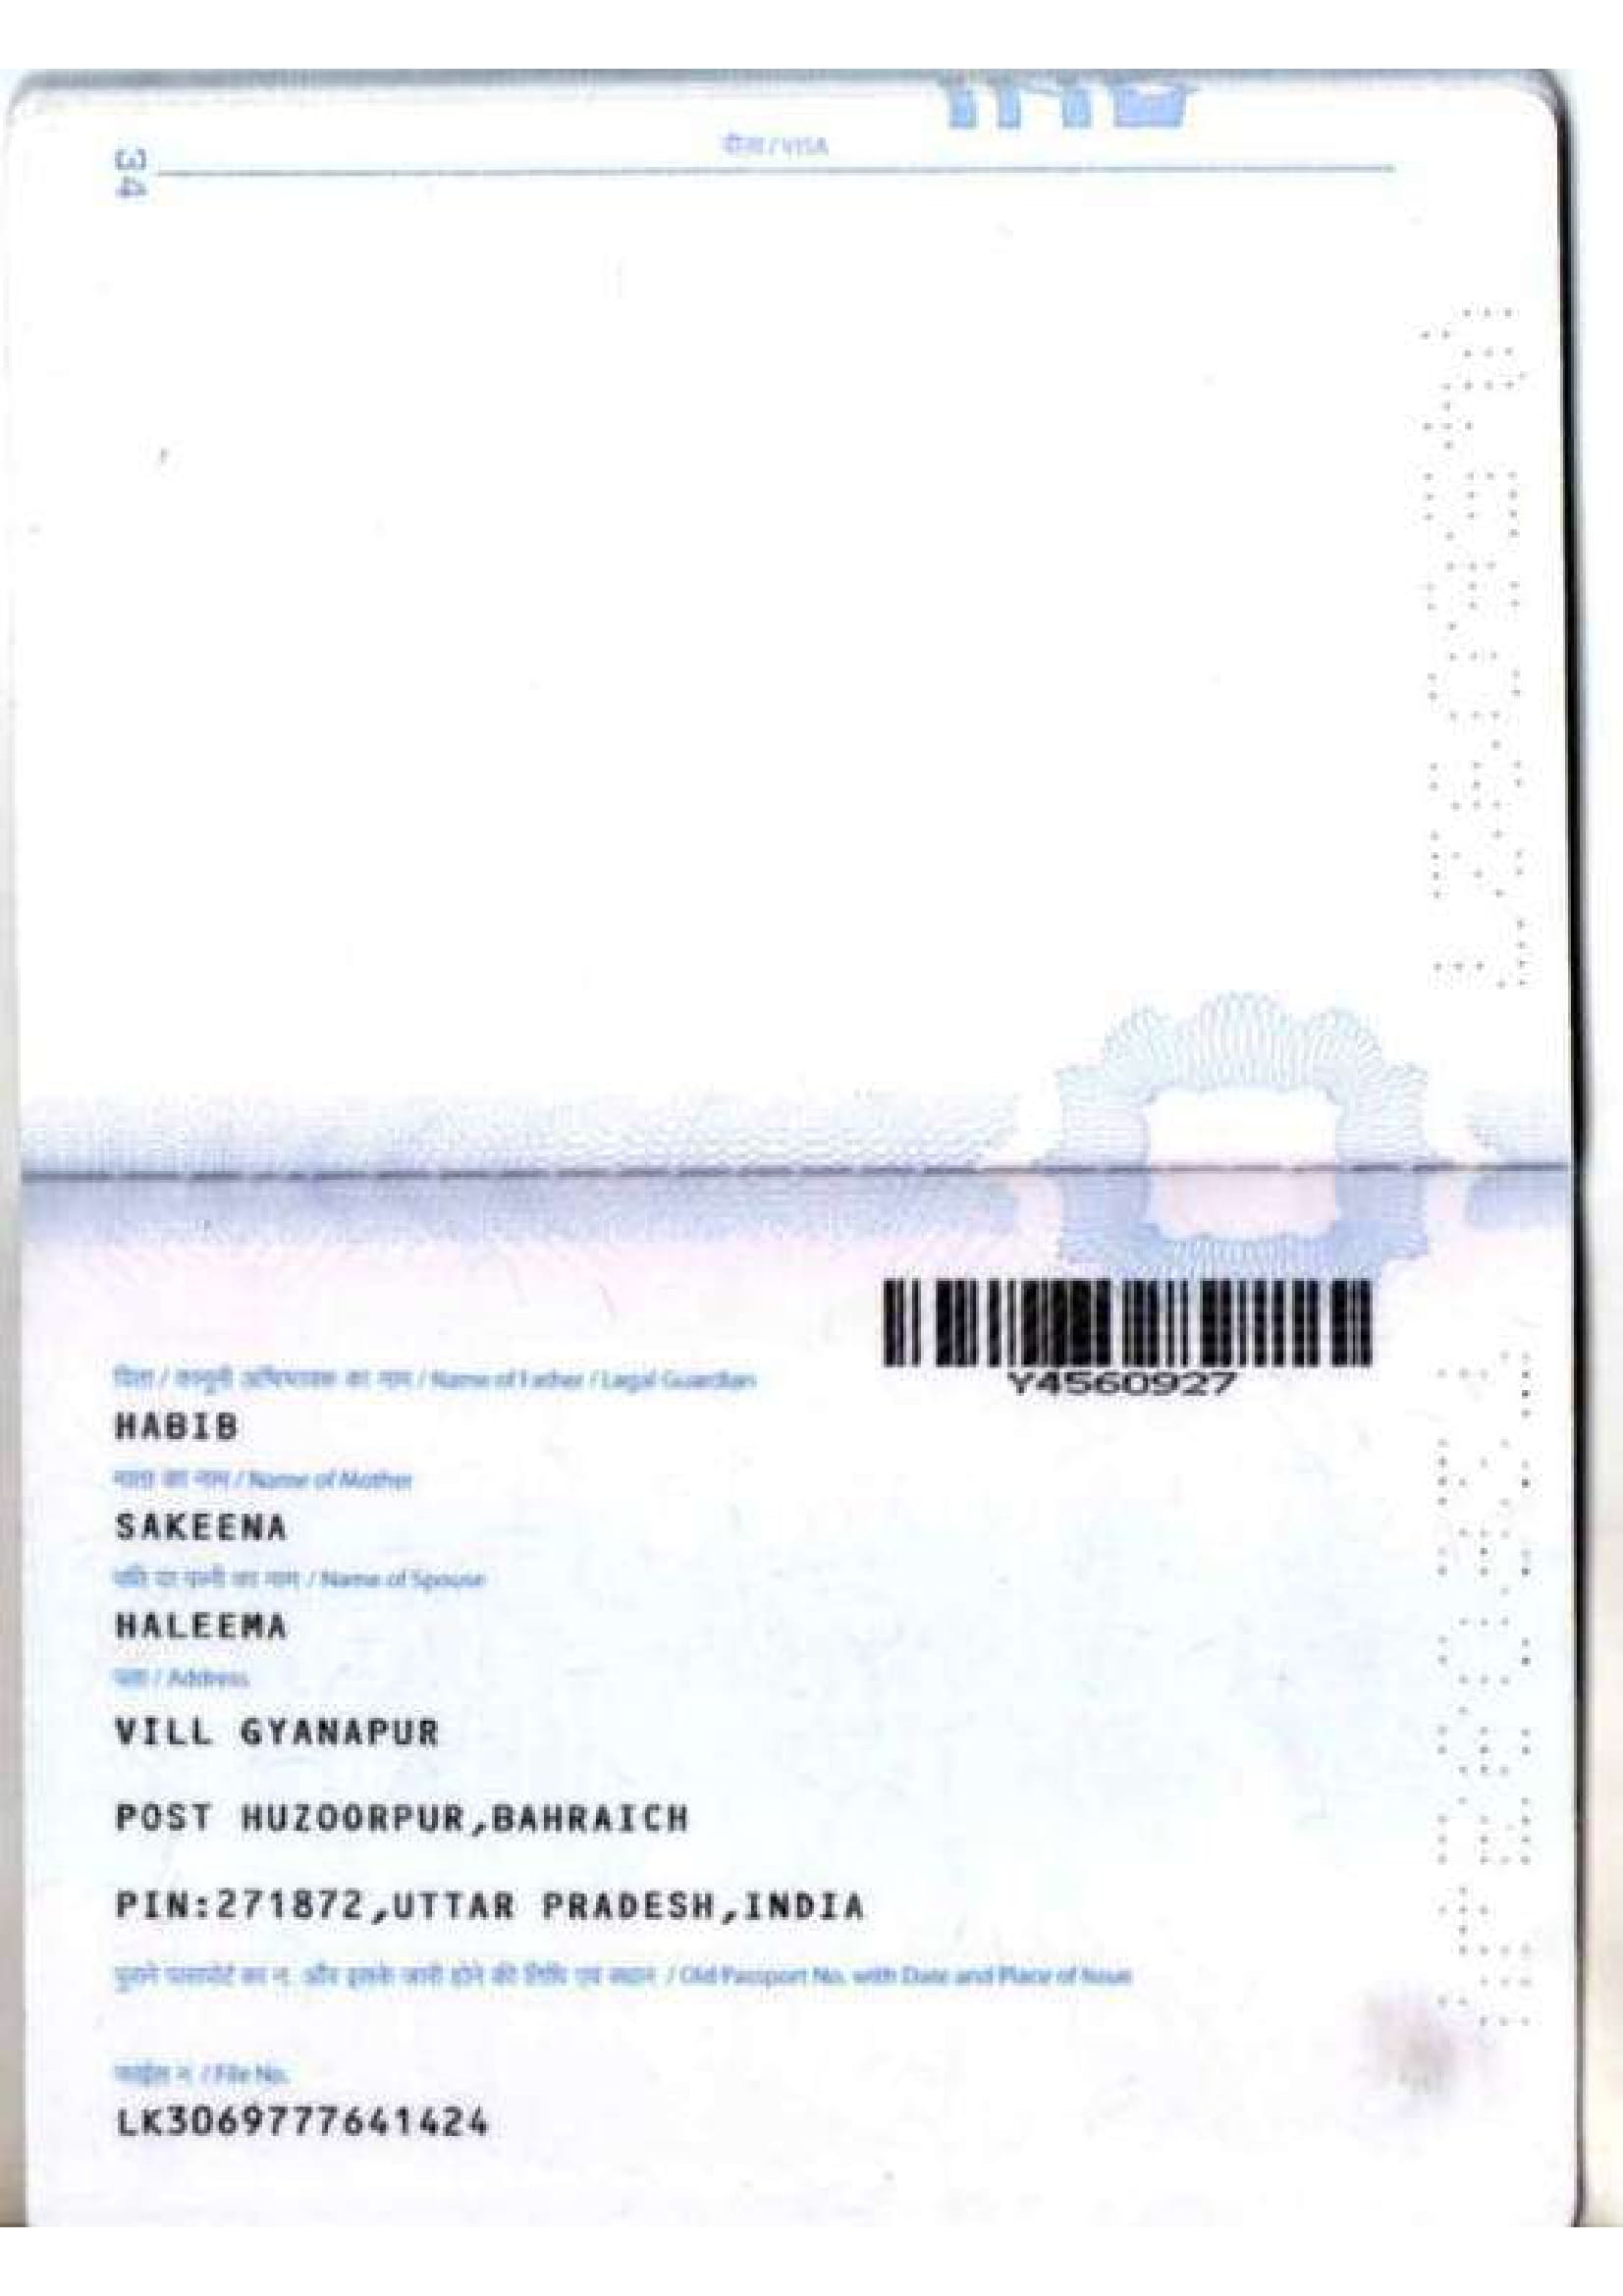 34
वीजा / VISA
Y4560927
पिता / कानूनी अभिभावक का नाम / Name of Father / Legal Guardian
HABIB
माता का नाम / Name of Mother
SAKEENA
पति या पत्नी का नाम / Name of Spouse
HALEEMA
पता / Address
VILL GYANAPUR
POST HUZOORPUR,BAHRAICH
PIN:271872,UTTAR PRADESH,INDIA
पुराने पासपोर्ट का न. और इसके जारी होने की तिथि एवं स्थान / Old Passport No. with Date and Place of Issue
फाईल न. / File No.
LK3069777641424